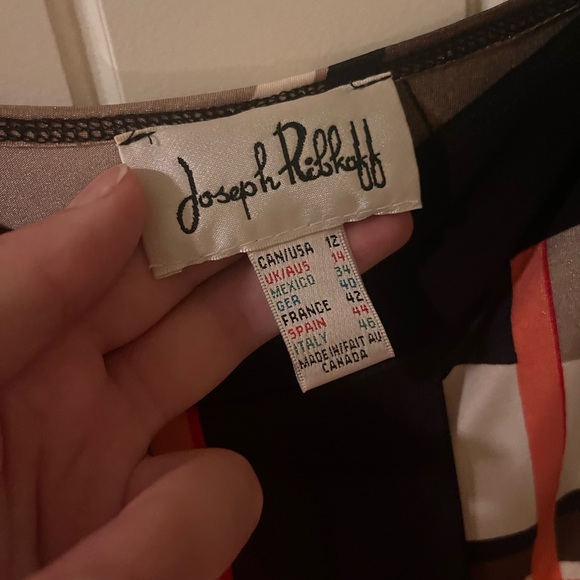 Joseph Ribkoff
CAN/USA 12
UK/AUS 14
MEXICO 34
GER 40
FRANCE 42
SPAIN 44
ITALY 46
MADE IN/FAIT AU
CANADA